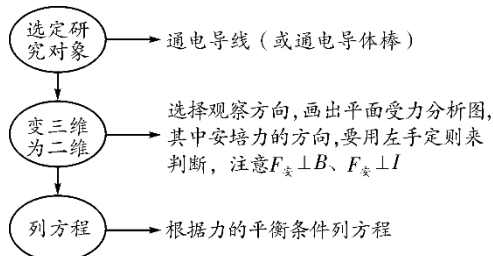 选定研
究对象
通电导线（或通电导体棒）
变三维
为二维
选择观察方向,画出平面受力分析图,
其中安培力的方向,要用左手定则来
判断，注意F安⊥B、F安⊥I
列方程
根据力的平衡条件列方程